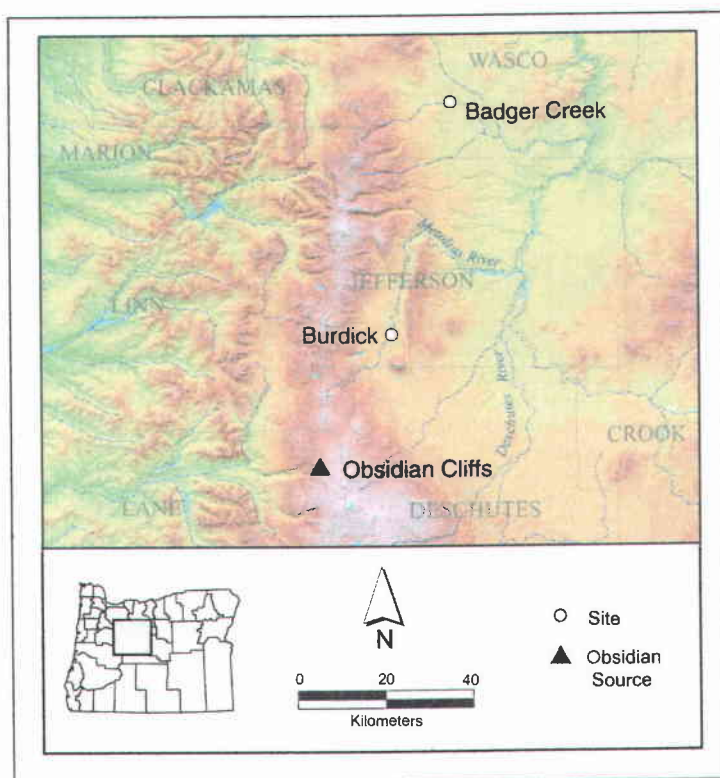 WASCO
CLACKAMAS
Badger Creek
MARION
Metolius River
JEFFERSON
LINN
Burdick
Deschutes River
CROOK
Obsidian Cliffs
LANE
DESCHUTES
N
0 20 40
Kilometers
Site
Obsidian
Source